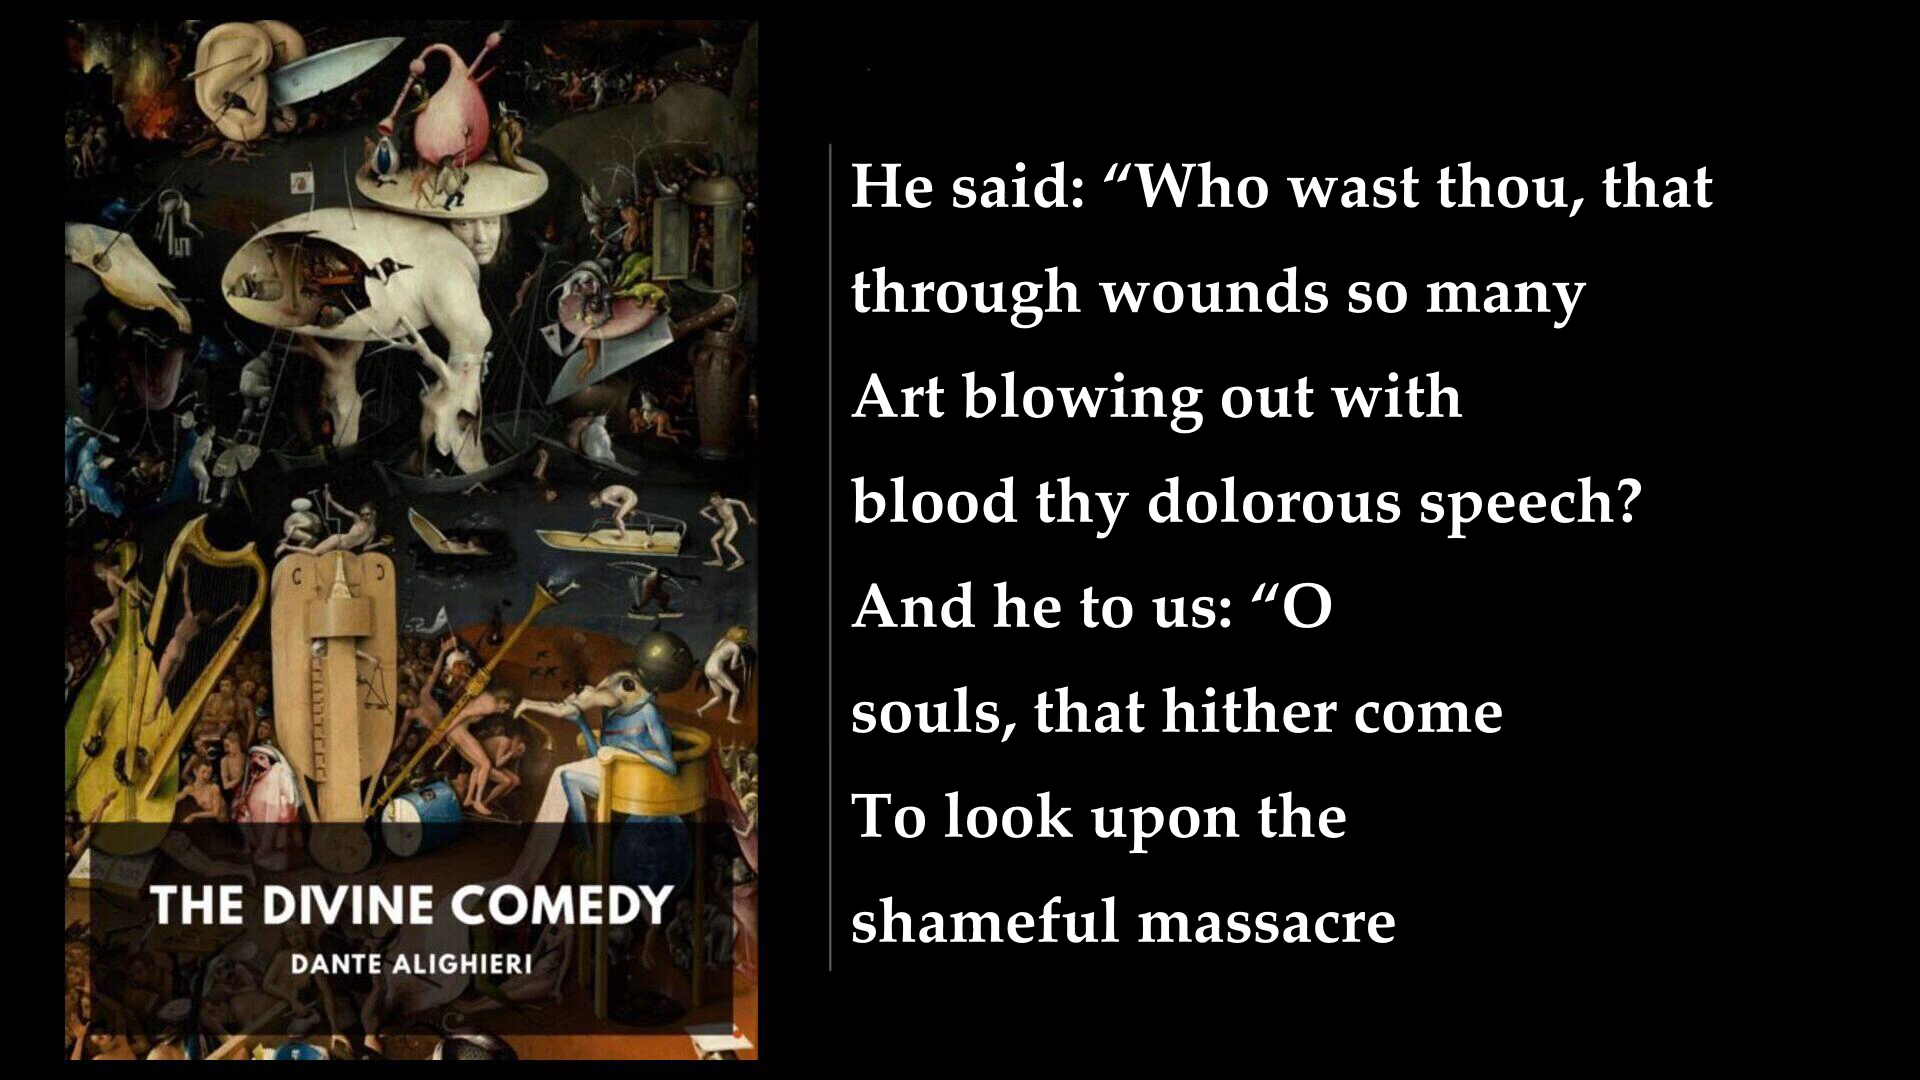 THE DIVINE COMEDY
DANTE ALIGHIERI
He said: “Who wast thou, that
through wounds so many
Art blowing out with
blood thy dolorous speech?
And he to us: “O
souls, that hither come
To look upon the
shameful massacre